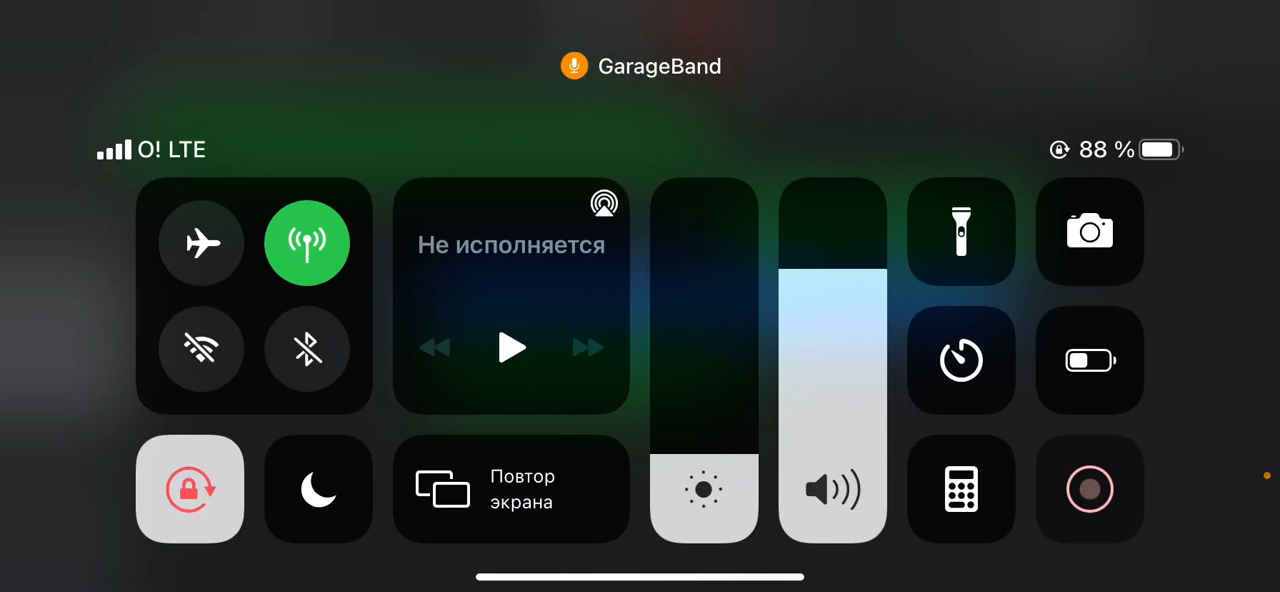 GarageBand
O! LTE
88 %
Не исполняется
Повтор
экрана